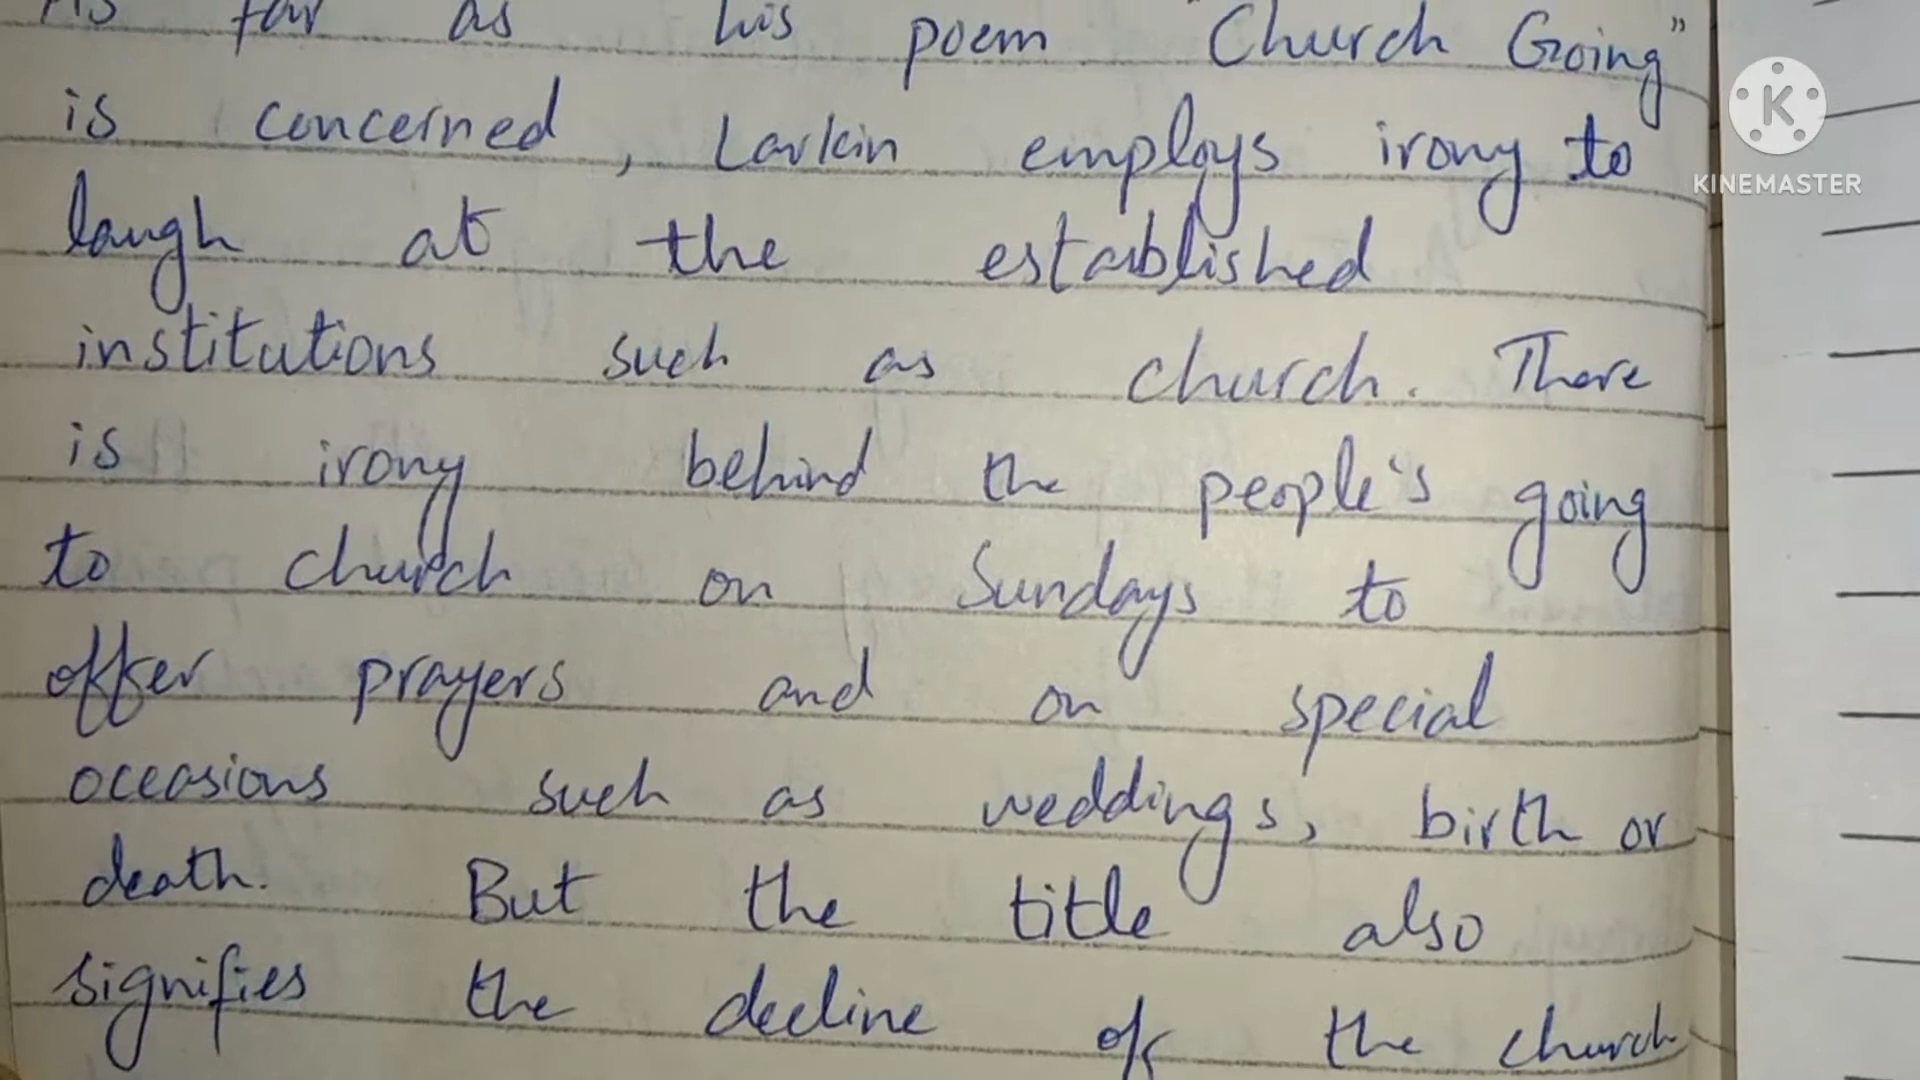 As far as his poem "Church Going"
is concerned, Larkin employs irony to
laugh at the established
institutions such as church. There
is irony behind the people's going
to church on Sundays to
offer prayers and on special
occasions such as weddings, birth or
death. But the title also
signifies the decline of the church
K
KINEMASTER